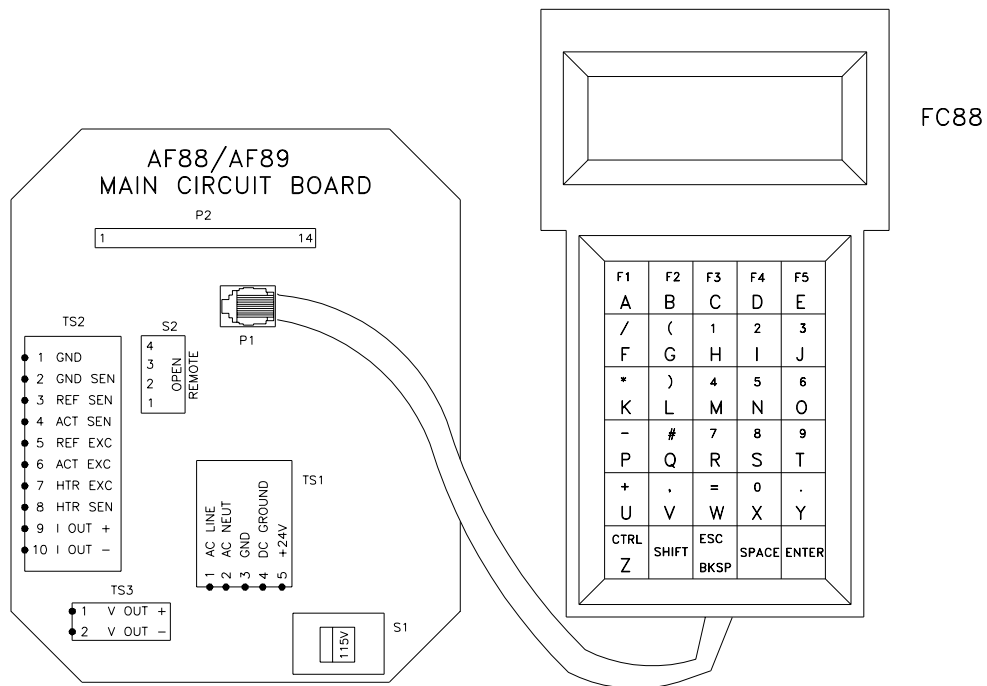 FC88
AF88/AF89
MAIN CIRCUIT BOARD
P2
1 14
P1
TS2
1 GND
2 GND SEN
3 REF SEN
4 ACT SEN
5 REF EXC
6 ACT EXC
7 HTR EXC
8 HTR SEN
9 I OUT +
10 I OUT −
S2
4
3
2
1
OPEN
REMOTE
TS1
1 AC LINE
2 AC NEUT
3 GND
4 DC GROUND
5 +24V
TS3
1 V OUT +
2 V OUT −
S1
115V
F1 F2 F3 F4 F5
A B C D E
/ ( 1 2 3
F G H I J
* ) 4 5 6
K L M N O
− # 7 8 9
P Q R S T
+ , = 0 .
U V W X Y
CTRL ESC
SHIFT SPACE ENTER
Z BKSP